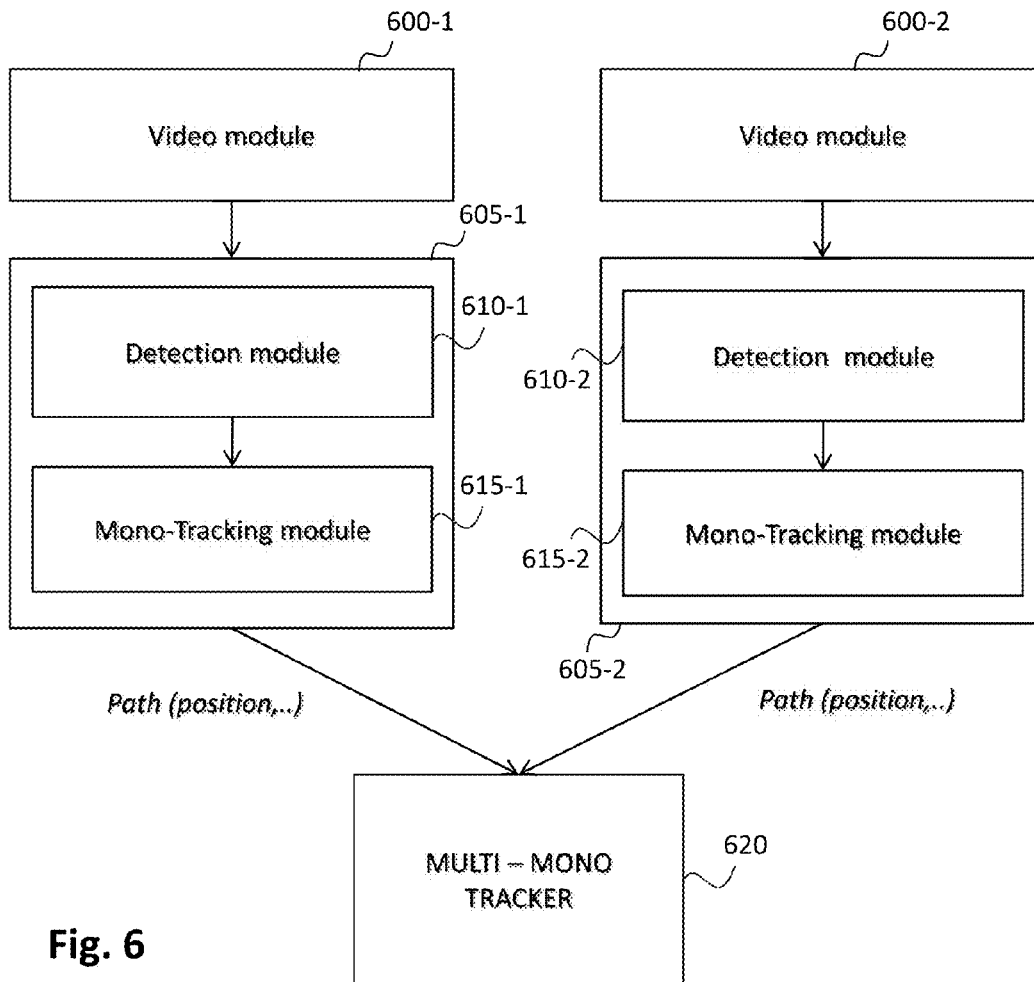 600-1
600-2
Video module
Video module
605-1
610-1
Detection module
Detection module
610-2
615-1
Mono-Tracking module
Mono-Tracking module
615-2
605-2
Path (position,..)
Path (position,..)
620
MULTI – MONO
TRACKER
Fig. 6